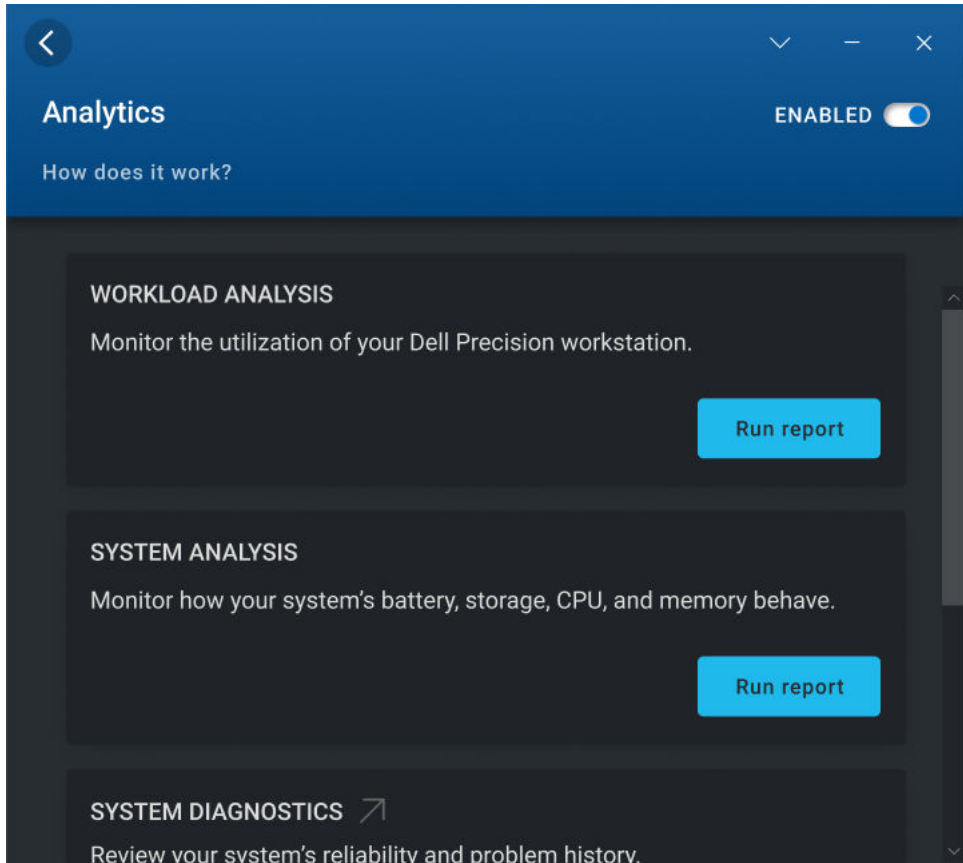 Analytics
ENABLED
How does it work?
WORKLOAD ANALYSIS
Monitor the utilization of your Dell Precision workstation.
Run report
SYSTEM ANALYSIS
Monitor how your system’s battery, storage, CPU, and memory behave.
Run report
SYSTEM DIAGNOSTICS
Review your system’s reliability and problem history.